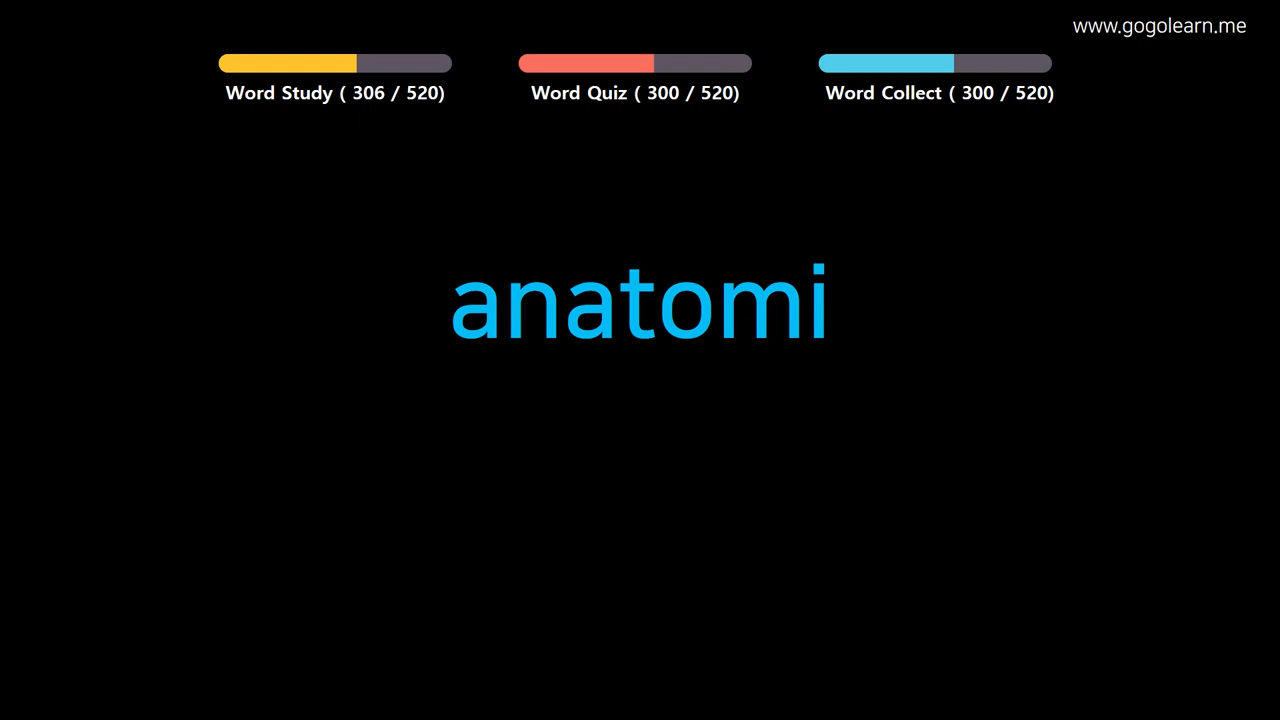 www.gogolearn.me
Word Study ( 306 / 520)
Word Quiz ( 300 / 520)
Word Collect ( 300 / 520)
anatomi